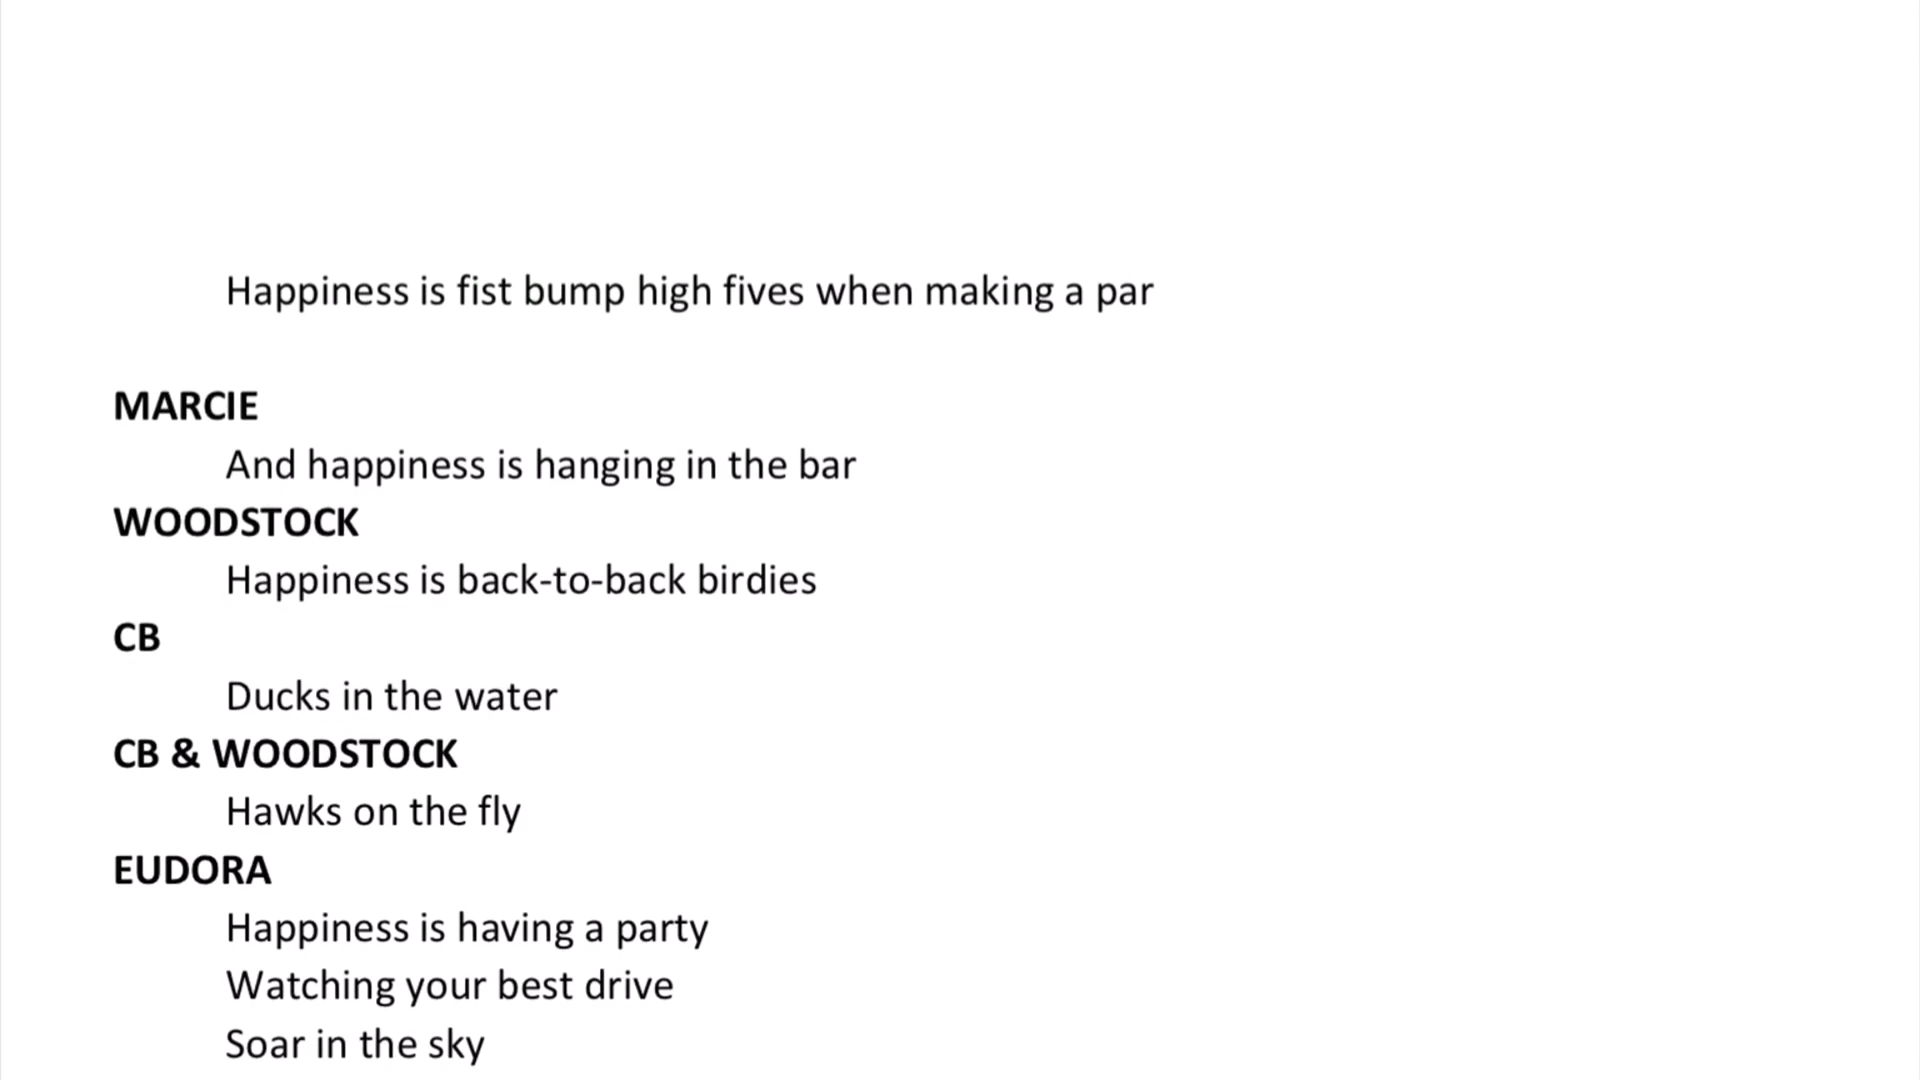 Happiness is fist bump high fives when making a par
MARCIE
And happiness is hanging in the bar
WOODSTOCK
Happiness is back-to-back birdies
CB
Ducks in the water
CB & WOODSTOCK
Hawks on the fly
EUDORA
Happiness is having a party
Watching your best drive
Soar in the sky